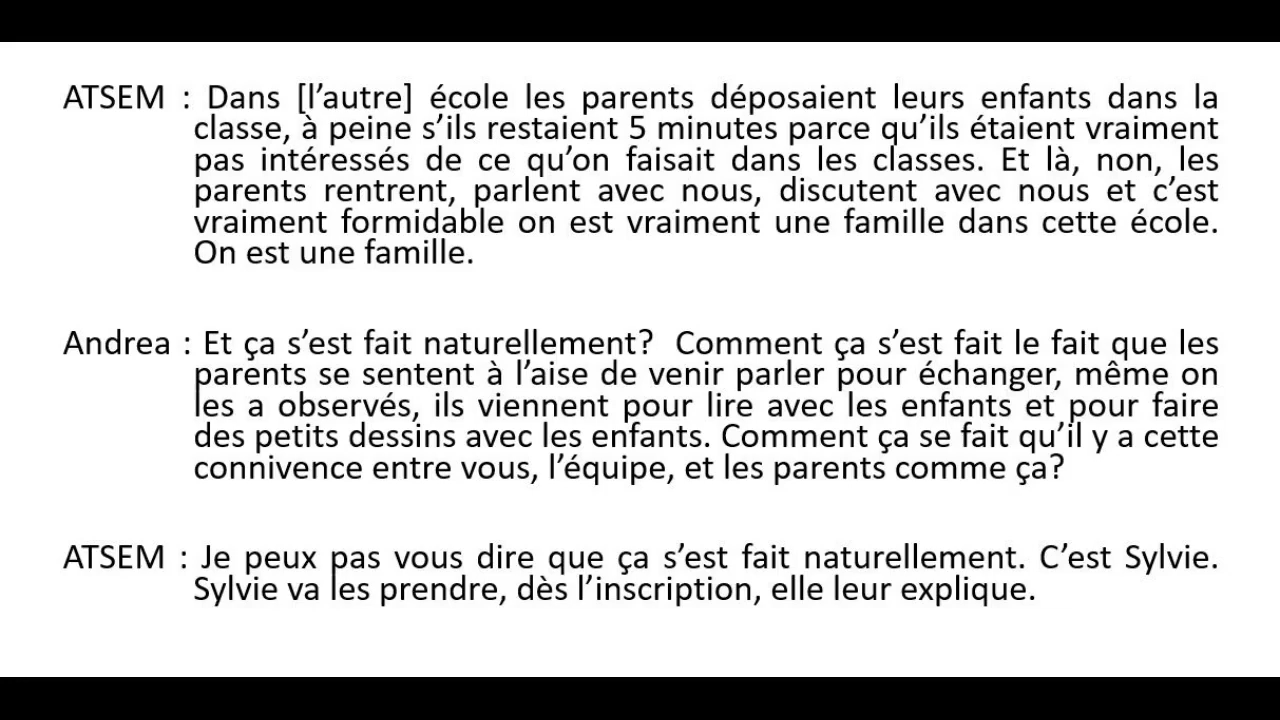 ATSEM : Dans [l’autre] école les parents déposaient leurs enfants dans la
classe, à peine s’ils restaient 5 minutes parce qu’ils étaient vraiment
pas intéressés de ce qu’on faisait dans les classes. Et là, non, les
parents rentrent, parlent avec nous, discutent avec nous et c’est
vraiment formidable on est vraiment une famille dans cette école.
On est une famille.
Andrea : Et ça s’est fait naturellement?  Comment ça s’est fait le fait que les
parents se sentent à l’aise de venir parler pour échanger, même on
les a observés, ils viennent pour lire avec les enfants et pour faire
des petits dessins avec les enfants. Comment ça se fait qu’il y a cette
connivence entre vous, l’équipe, et les parents comme ça?
ATSEM : Je peux pas vous dire que ça s’est fait naturellement. C’est Sylvie.
Sylvie va les prendre, dès l’inscription, elle leur explique.